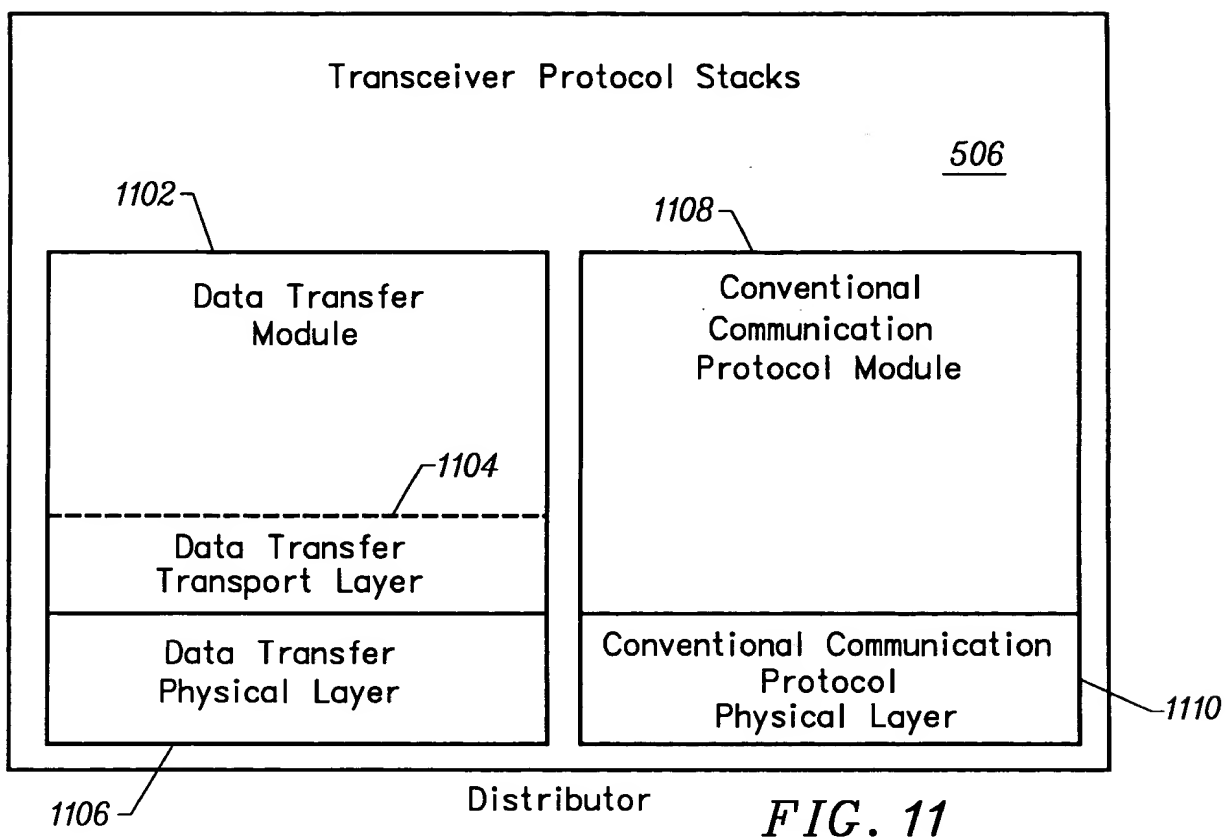 Transceiver Protocol Stacks
506
1102
1108
Data Transfer
Module
Conventional
Communication
Protocol Module
1104
Data Transfer
Transport Layer
Data Transfer
Physical Layer
Conventional Communication
Protocol
Physical Layer
1110
1106
Distributor
FIG. 11